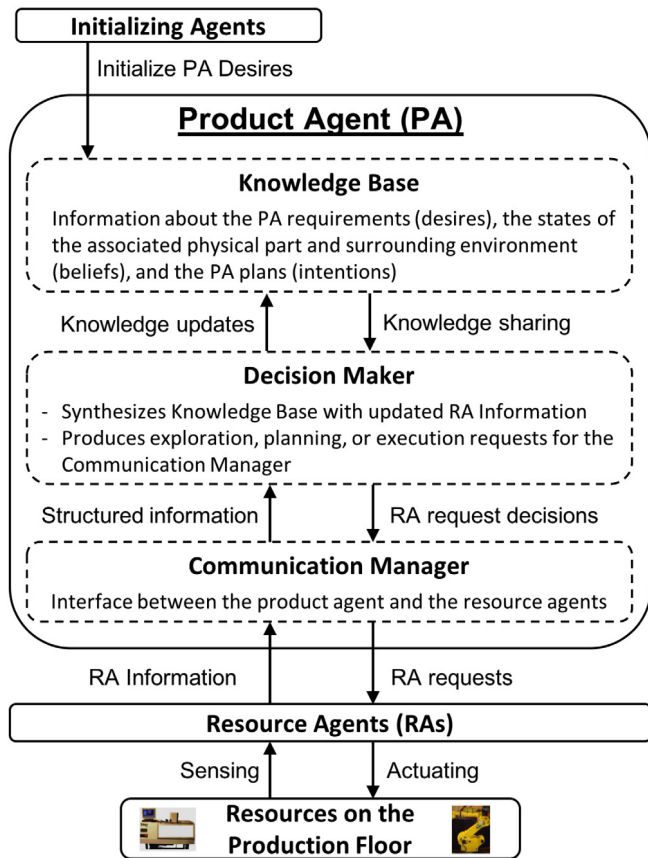 Initializing Agents
Initialize PA Desires
Product Agent (PA)
Knowledge Base
Information about the PA requirements (desires), the states of
the associated physical part and surrounding environment
(beliefs), and the PA plans (intentions)
Knowledge updates
Knowledge sharing
Decision Maker
- Synthesizes Knowledge Base with updated RA Information
- Produces exploration, planning, or execution requests for the
Communication Manager
Structured information
RA request decisions
Communication Manager
Interface between the product agent and the resource agents
RA Information
RA requests
Resource Agents (RAs)
Sensing
Actuating
Resources on the
Production Floor